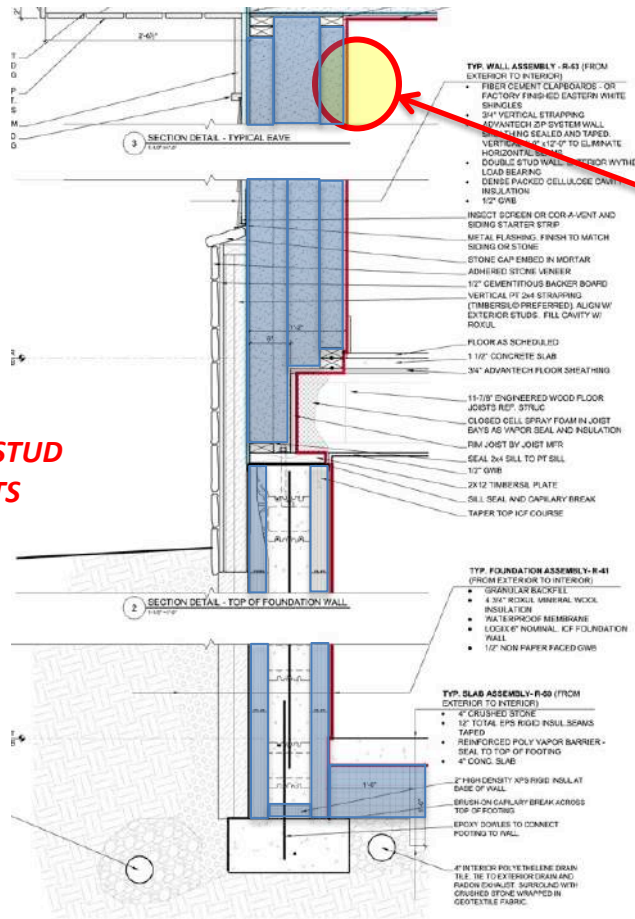 2'-6½"
TYP. WALL ASSEMBLY - R-53 (FROM
EXTERIOR TO INTERIOR)
• FIBER CEMENT CLAPBOARDS - OR
FACTORY FINISHED EASTERN WHITE
SHINGLES
• 3/4" VERTICAL STRAPPING
ADVANTECH ZIP SYSTEM WALL
SHEATHING SEALED AND TAPED.
VERTICAL x12'-0" TO ELIMINATE
HORIZONTAL SEAMS
• DOUBLE STUD WALL. EXTERIOR WYTHE
LOAD BEARING
• DENSE PACKED CELLULOSE CAVITY
INSULATION
• 1/2" GWB
3 SECTION DETAIL - TYPICAL EAVE
INSECT SCREEN OR COR-A-VENT AND
SIDING STARTER STRIP
METAL FLASHING. FINISH TO MATCH
SIDING OR STONE
STONE CAP EMBED IN MORTAR
ADHERED STONE VENEER
1/2" CEMENTITIOUS BACKER BOARD
VERTICAL PT 2x4 STRAPPING
(TIMBERSIL PREFERRED). ALIGN W/
EXTERIOR STUDS. FILL CAVITY W/
ROXUL
FLOOR AS SCHEDULED
1 1/2" CONCRETE SLAB
3/4" ADVANTECH FLOOR SHEATHING
11-7/8" ENGINEERED WOOD FLOOR
JOISTS REF. STRUC
CLOSED CELL SPRAY FOAM IN JOIST
BAYS AS VAPOR SEAL AND INSULATION
RIM JOIST BY JOIST MFR
SEAL 2x4 SILL TO PT SILL
1/2" GWB
2X12 TIMBERSIL PLATE
SILL SEAL AND CAPILARY BREAK
TAPER TOP ICF COURSE
STUD
TS
2 SECTION DETAIL - TOP OF FOUNDATION WALL
TYP. FOUNDATION ASSEMBLY- R-41
(FROM EXTERIOR TO INTERIOR)
• GRANULAR BACKFILL
• 4 3/4" ROXUL MINERAL WOOL
INSULATION
• WATERPROOF MEMBRANE
• LOGIX 6" NOMINAL. ICF FOUNDATION
WALL
• 1/2" NON PAPER FACED GWB
TYP. SLAB ASSEMBLY- R-60 (FROM
EXTERIOR TO INTERIOR)
• 4" CRUSHED STONE
• 12" TOTAL EPS RIGID INSUL.SEAMS
TAPED
• REINFORCED POLY VAPOR BARRIER -
SEAL TO TOP OF FOOTING
• 4" CONC. SLAB
2" HIGH DENSITY XPS RIGID INSUL AT
BASE OF WALL
BRUSH-ON CAPILARY BREAK ACROSS
TOP OF FOOTING
EPOXY DOWLES TO CONNECT
FOOTING TO WALL
4" INTERIOR POLYETHELENE DRAIN
TILE. TIE TO EXTERIOR DRAIN AND
RADON EXHAUST. SURROUND WITH
CRUSHED STONE WRAPPED IN
GEOTEXTILE FABRIC.